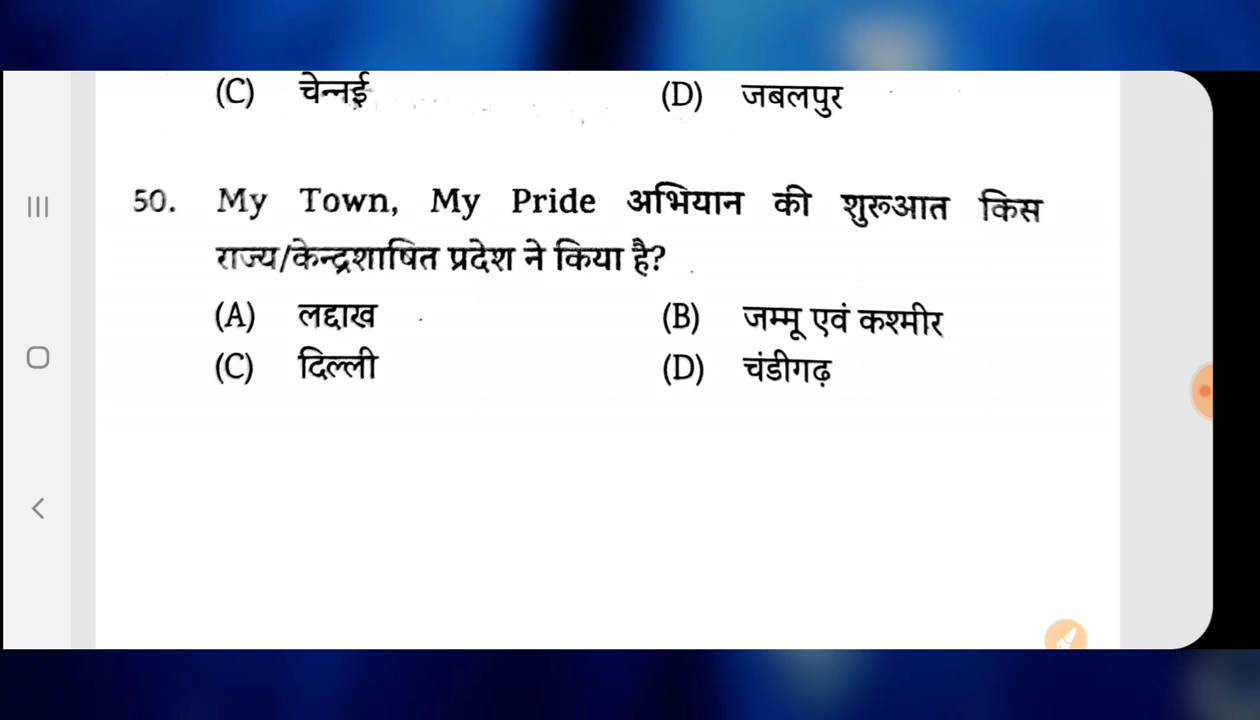 (C) चेन्नई (D) जबलपुर
50. My Town, My Pride अभियान की शुरूआत किस
राज्य/केन्द्रशाषित प्रदेश ने किया है?
(A) लद्दाख (B) जम्मू एवं कश्मीर
(C) दिल्ली (D) चंडीगढ़